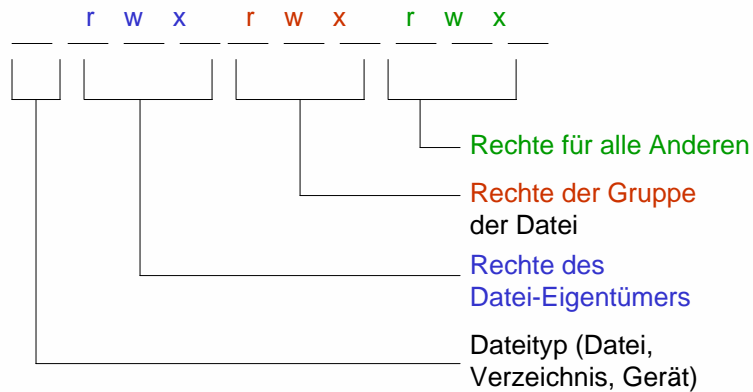 r w x r w x r w x
Rechte für alle Anderen
Rechte der Gruppe
der Datei
Rechte des
Datei-Eigentümers
Dateityp (Datei,
Verzeichnis, Gerät)